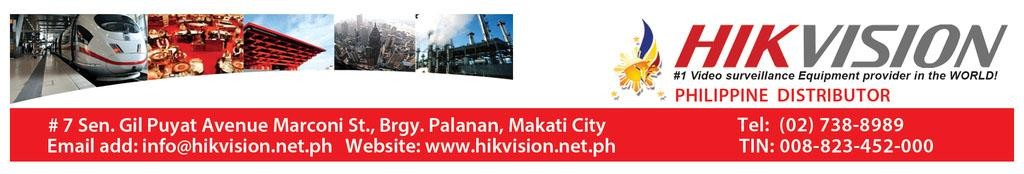 HIKVISION
#1 Video surveillance Equipment provider in the WORLD!
PHILIPPINE DISTRIBUTOR
# 7 Sen. Gil Puyat Avenue Marconi St., Brgy. Palanan, Makati City
Email add: info@hikvision.net.ph Website: www.hikvision.net.ph
Tel: (02) 738-8989
TIN: 008-823-452-000